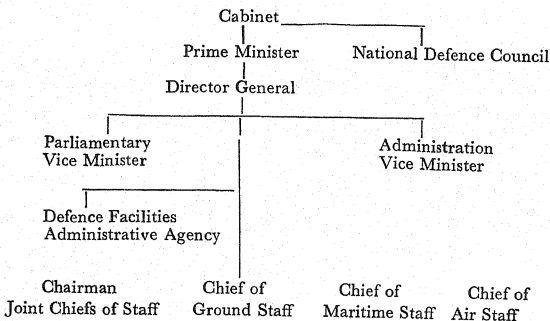 Cabinet
Prime Minister
National Defence Council
Director General
Parliamentary
Vice Minister
Administration
Vice Minister
Defence Facilities
Administrative Agency
Chairman
Joint Chiefs of Staff
Chief of
Ground Staff
Chief of
Maritime Staff
Chief of
Air Staff